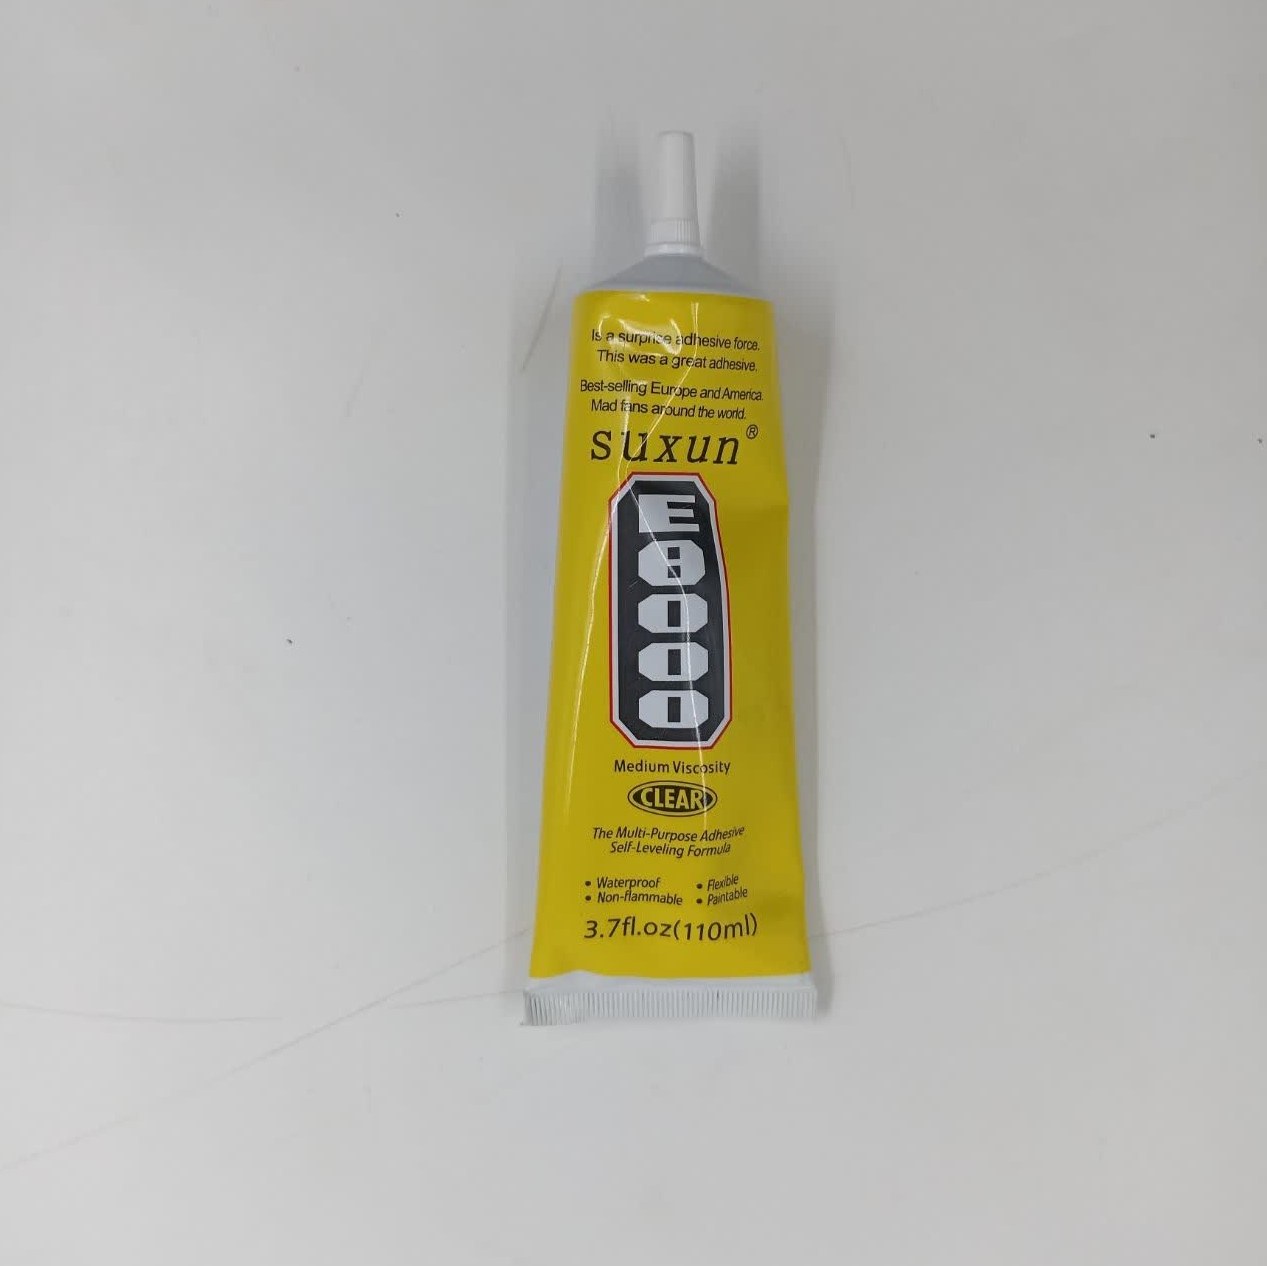 Is a surprise adhesive force.
This was a great adhesive.
Best-selling Europe and America.
Mad fans around the world.
suxun®
E8000
Medium Viscosity
CLEAR
The Multi-Purpose Adhesive
Self-Leveling Formula
• Waterproof • Flexible
• Non-flammable • Paintable
3.7fl.oz(110ml)